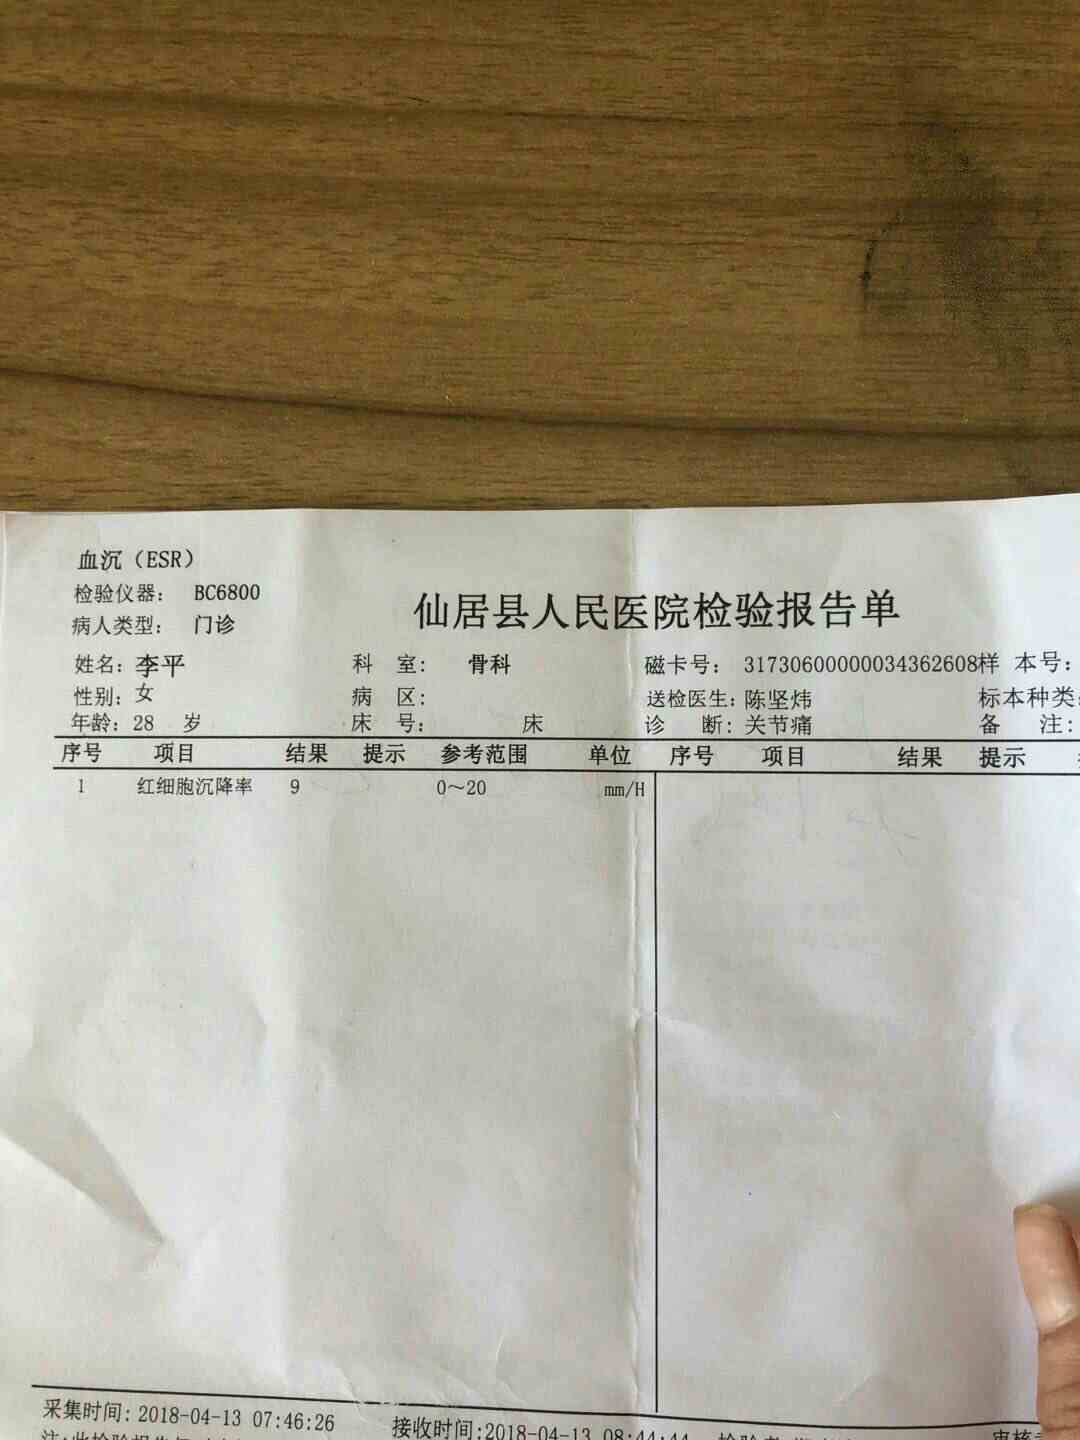 血沉（ESR）
检验仪器： BC6800
仙居县人民医院检验报告单
病人类型： 门诊
姓名：李平 科 室: 骨科 磁卡号： 31730600000034362608样 本号:
性别：女 病 区: 送检医生：陈坚炜 标本种类
年龄：28 岁 床 号: 床 诊 断: 关节痛 备 注:
序号 项目 结果 提示 参考范围 单位 序号 项目 结果 提示
1 红细胞沉降率 9 0～20 mm/H
采集时间: 2018-04-13 07:46:26 接收时间:2018-04-13 08:44:44